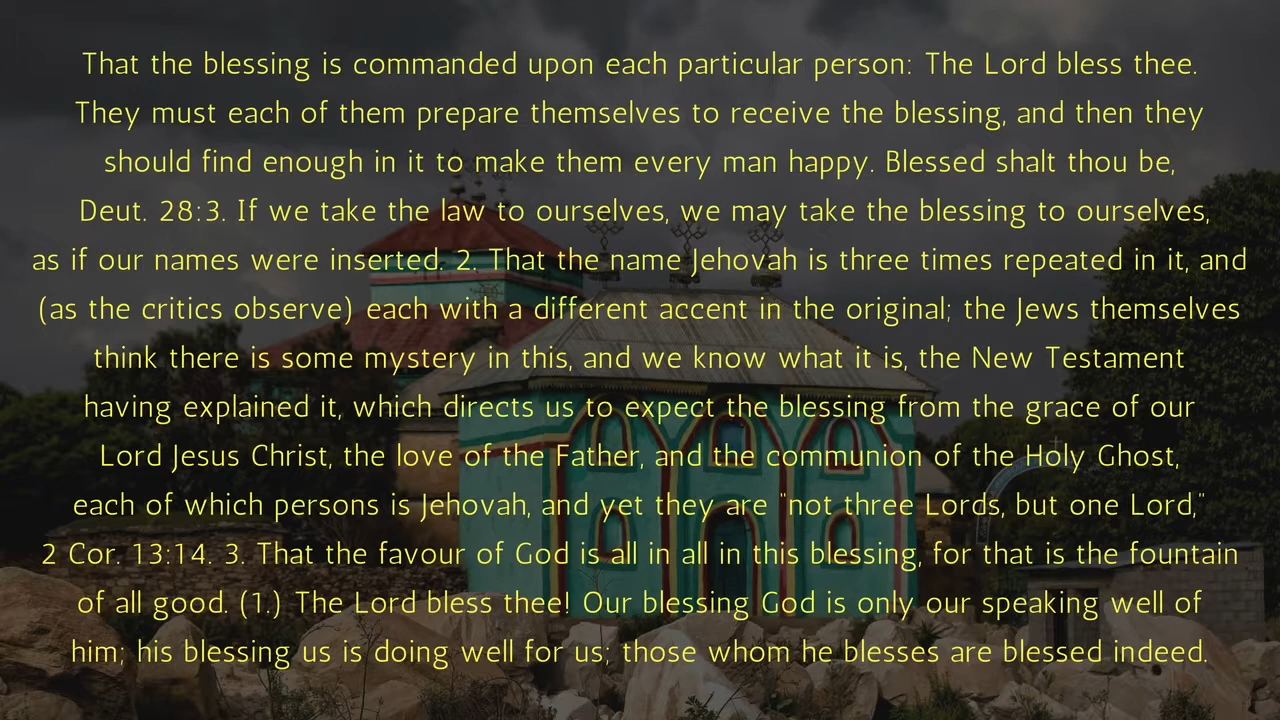 That the blessing is commanded upon each particular person: The Lord bless thee.
They must each of them prepare themselves to receive the blessing, and then they
should find enough in it to make them every man happy. Blessed shalt thou be,
Deut. 28:3. If we take the law to ourselves, we may take the blessing to ourselves,
as if our names were inserted. 2. That the name Jehovah is three times repeated in it, and
(as the critics observe) each with a different accent in the original; the Jews themselves
think there is some mystery in this, and we know what it is, the New Testament
having explained it, which directs us to expect the blessing from the grace of our
Lord Jesus Christ, the love of the Father, and the communion of the Holy Ghost,
each of which persons is Jehovah, and yet they are "not three Lords, but one Lord,"
2 Cor. 13:14. 3. That the favour of God is all in all in this blessing, for that is the fountain
of all good. (1.) The Lord bless thee! Our blessing God is only our speaking well of
him; his blessing us is doing well for us; those whom he blesses are blessed indeed.